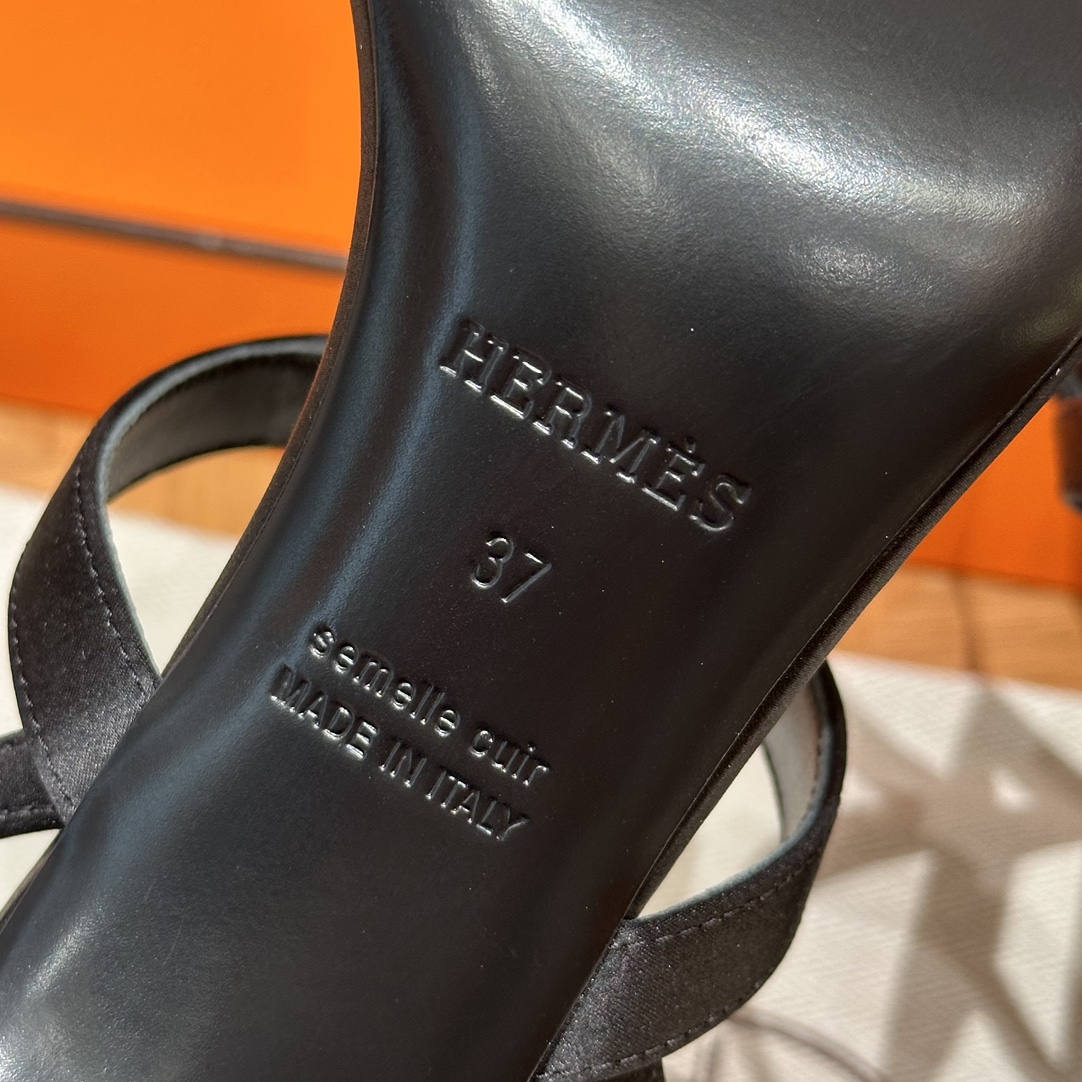 HERMÈS
37
semelle cuir
MADE IN ITALY